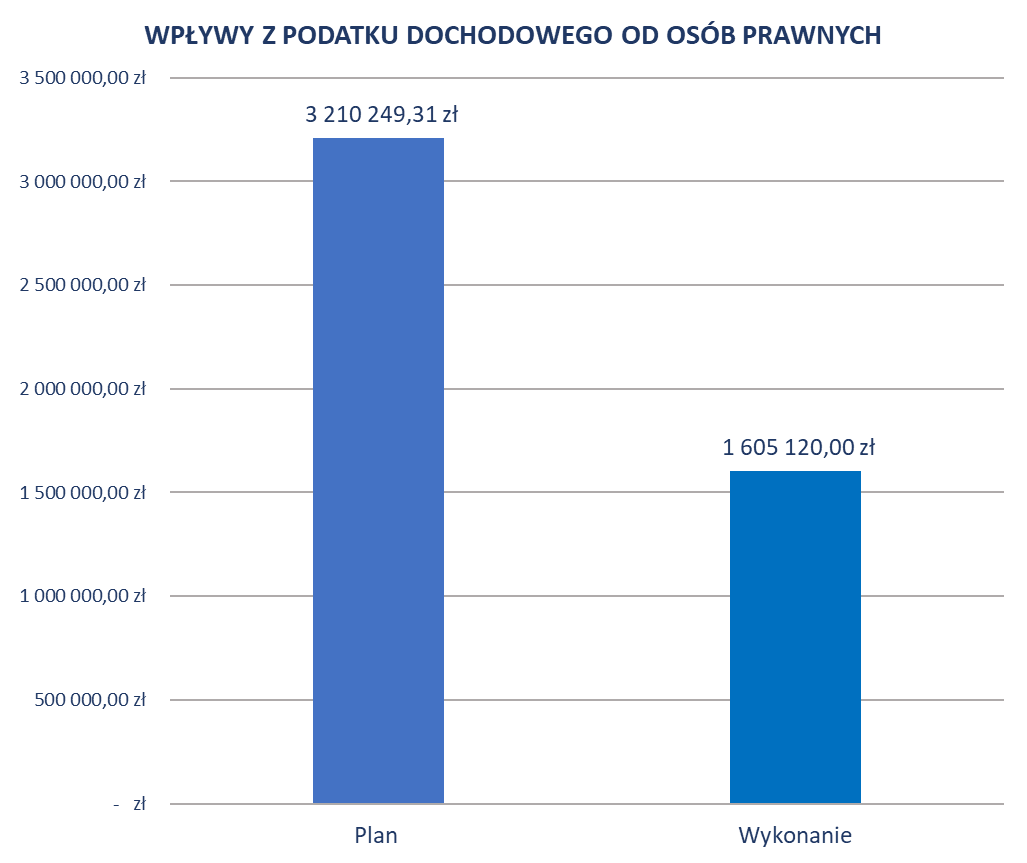 WPŁYWY Z PODATKU DOCHODOWEGO OD OSÓB PRAWNYCH
3 500 000,00 zł
3 210 249,31 zł
3 000 000,00 zł
2 500 000,00 zł
2 000 000,00 zł
1 605 120,00 zł
1 500 000,00 zł
1 000 000,00 zł
500 000,00 zł
- zł
Plan Wykonanie